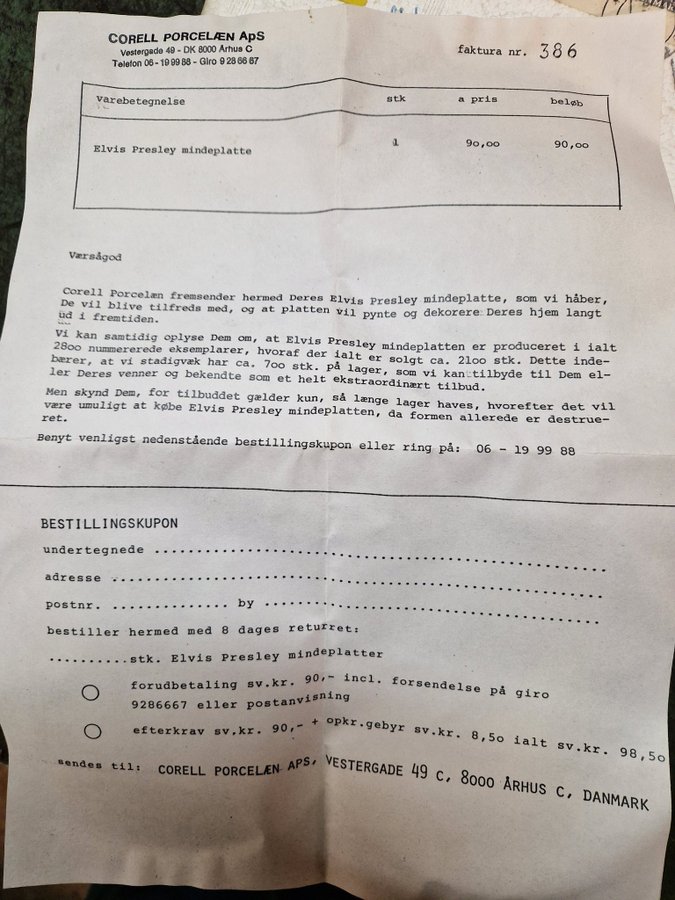 CORELL PORCELÆN ApS
Vestergade 49 - DK 8000 Århus C
Telefon 06 - 19 99 88 - Giro 9 28 66 67
faktura nr. 386
varebetegnelse stk a pris beløb
Elvis Presley mindeplatte 1 90,oo 90,oo
Værsågod
Corell Porcelæn fremsender hermed Deres Elvis Presley mindeplatte, som vi håber,
De vil blive tilfreds med, og at platten vil pynte og dekorere Deres hjem langt
ud i fremtiden.
Vi kan samtidig oplyse Dem om, at Elvis Presley mindeplatten er produceret i ialt
28oo nummererede eksemplarer, hvoraf der ialt er solgt ca. 21oo stk. Dette inde-
bærer, at vi stadigvæk har ca. 7oo stk. på lager, som vi kan tilbyde til Dem el-
ler Deres venner og bekendte som et helt ekstraordinært tilbud.
Men skynd Dem, for tilbuddet gælder kun, så længe lager haves, hvorefter det vil
være umuligt at købe Elvis Presley mindeplatten, da formen allerede er destrue-
ret.
Benyt venligst nedenstående bestillingskupon eller ring på: 06 - 19 99 88
BESTILLINGSKUPON
undertegnede ..................................................
adresse .......................................................
postnr. .............. by .....................................
bestiller hermed med 8 dages returret:
..........stk. Elvis Presley mindeplatter
forudbetaling sv.kr. 90,- incl. forsendelse på giro
9286667 eller postanvisning
efterkrav sv.kr. 90,- + opkr.gebyr sv.kr. 8,5o ialt sv.kr. 98,5o
sendes til: CORELL PORCELÆN APS, VESTERGADE 49 C, 8000 ÅRHUS C, DANMARK